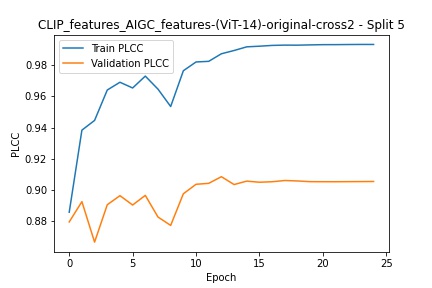 CLIP_features_AIGC_features-(ViT-14)-original-cross2 - Split 5
Train PLCC
Validation PLCC
0.98
0.96
0.94
0.92
0.90
0.88
PLCC
0 5 10 15 20 25
Epoch